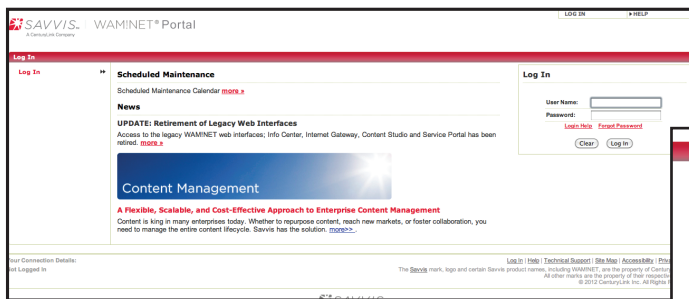 LOG IN ▸HELP
SAVVIS™ WAM!NET® Portal
A CenturyLink Company
Log In
Log In
Scheduled Maintenance
Scheduled Maintenance Calendar more »
News
UPDATE: Retirement of Legacy Web Interfaces
Access to the legacy WAM!NET web interfaces; Info Center, Internet Gateway, Content Studio and Service Portal has been
retired. more »
Content Management
A Flexible, Scalable, and Cost-Effective Approach to Enterprise Content Management
Content is king in many enterprises today. Whether to repurpose content, reach new markets, or foster collaboration, you
need to manage the entire content lifecycle. Savvis has the solution. more>>
Log In
User Name:
Password:
Login Help Forgot Password
Clear Log In
Your Connection Details:
Not Logged In
Log In | Help | Technical Support | Site Map | Accessibility |
The Savvis mark, logo and certain Savvis product names, including WAM!NET, are the property of
All other marks are the property of their
© 2012 CenturyLink Inc. All Rights